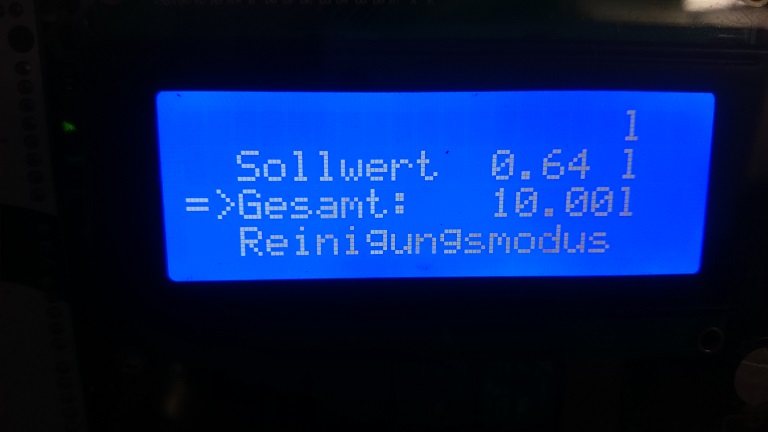 l
Sollwert 0.64 l
=>Gesamt: 10.00l
Reinigungsmodus